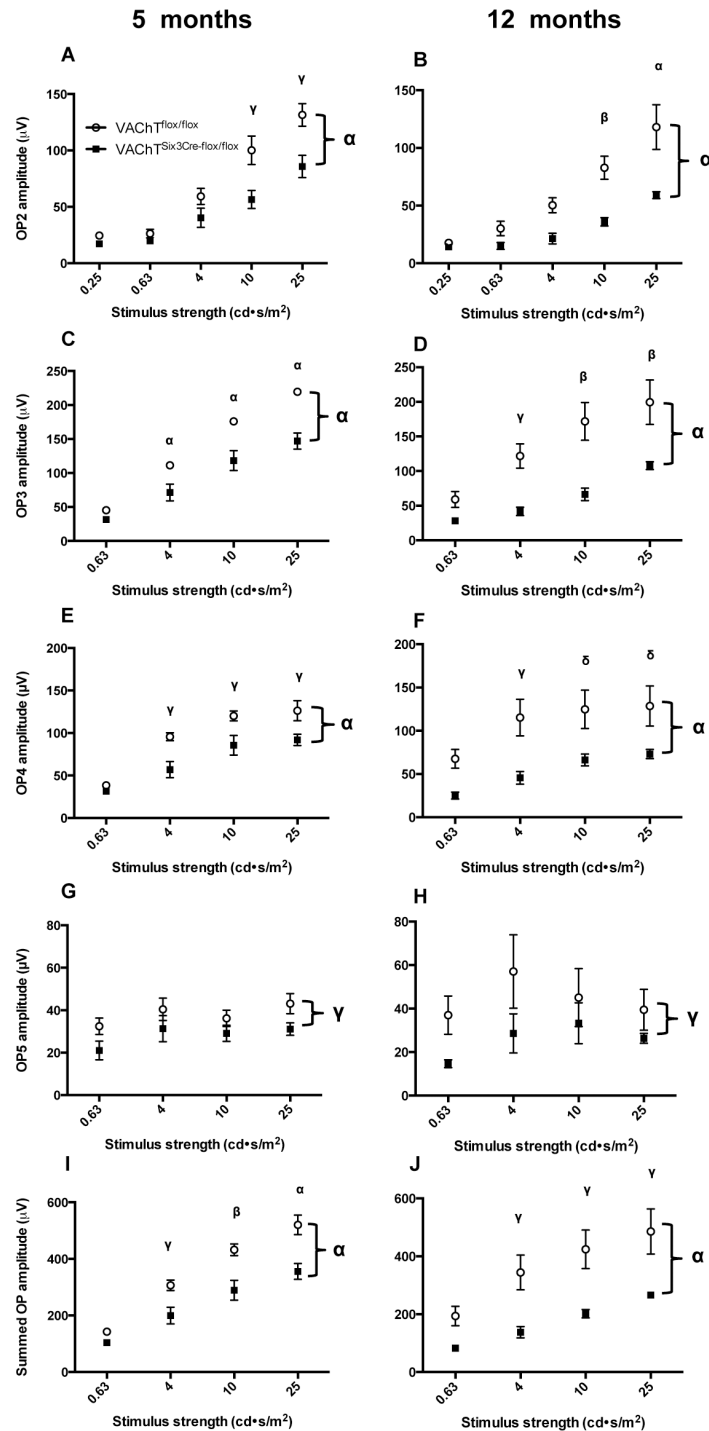 5 months
12 months
A
B
OP2 amplitude (μV)
150
100
50
0
VAChTflox/flox
VAChTSix3Cre-flox/flox
γ
γ
α
0.25
0.63
4
10
25
Stimulus strength (cd•s/m2)
150
100
50
0
β
α
α
0.25
0.63
4
10
25
Stimulus strength (cd•s/m2)
C
D
OP3 amplitude (μV)
250
200
150
100
50
0
α
α
α
α
0.63
4
10
25
Stimulus strength (cd•s/m2)
250
200
150
100
50
0
γ
β
β
α
0.63
4
10
25
Stimulus strength (cd•s/m2)
E
F
OP4 amplitude (μV)
200
150
100
50
0
γ
γ
γ
α
0.63
4
10
25
Stimulus strength (cd•s/m2)
200
150
100
50
0
γ
δ
δ
α
0.63
4
10
25
Stimulus strength (cd•s/m2)
G
H
OP5 amplitude (μV)
80
60
40
20
0
γ
0.63
4
10
25
Stimulus strength (cd•s/m2)
80
60
40
20
0
γ
0.63
4
10
25
Stimulus strength (cd•s/m2)
I
J
Summed OP amplitude (μV)
600
400
200
0
γ
β
α
α
0.63
4
10
25
Stimulus strength (cd•s/m2)
600
400
200
0
γ
γ
γ
α
0.63
4
10
25
Stimulus strength (cd•s/m2)